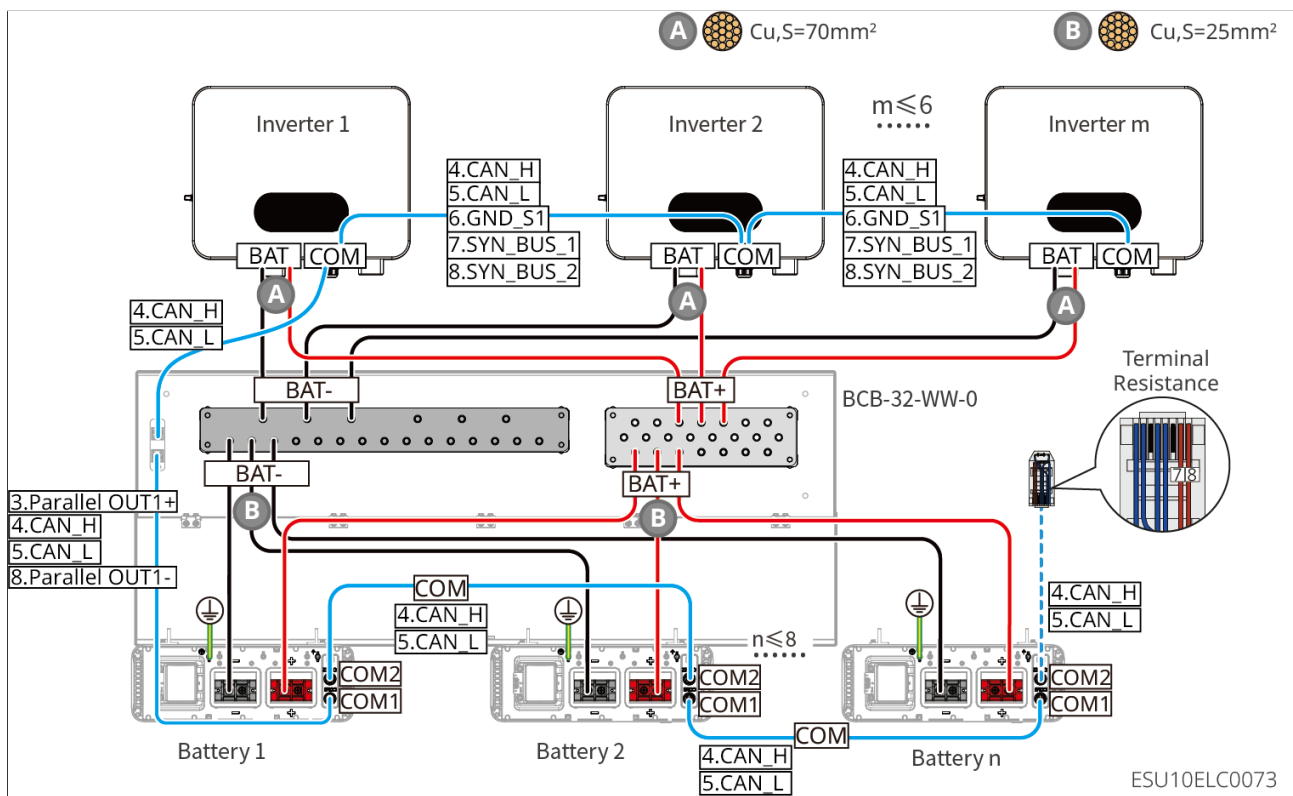 A Cu,S=70mm²
B Cu,S=25mm²
Inverter 1
Inverter 2
m≤6
......
Inverter m
4.CAN_H
5.CAN_L
6.GND_S1
7.SYN_BUS_1
8.SYN_BUS_2
4.CAN_H
5.CAN_L
6.GND_S1
7.SYN_BUS_1
8.SYN_BUS_2
BAT COM
BAT COM
BAT COM
A
A
A
4.CAN_H
5.CAN_L
BAT-
BAT+
BCB-32-WW-0
Terminal
Resistance
7 8
BAT-
BAT+
B
B
3.Parallel OUT1+
4.CAN_H
5.CAN_L
8.Parallel OUT1-
COM
4.CAN_H
5.CAN_L
n≤8
......
4.CAN_H
5.CAN_L
- +
- +
- +
COM2
COM1
COM2
COM1
COM2
COM1
- +
- +
- +
Battery 1
Battery 2
COM
Battery n
4.CAN_H
5.CAN_L
ESU10ELC0073